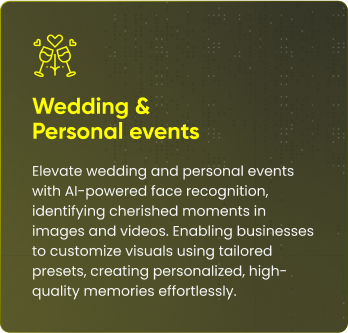 Wedding &
Personal events
Elevate wedding and personal events
with AI-powered face recognition,
identifying cherished moments in
images and videos. Enabling businesses
to customize visuals using tailored
presets, creating personalized, high-
quality memories effortlessly.